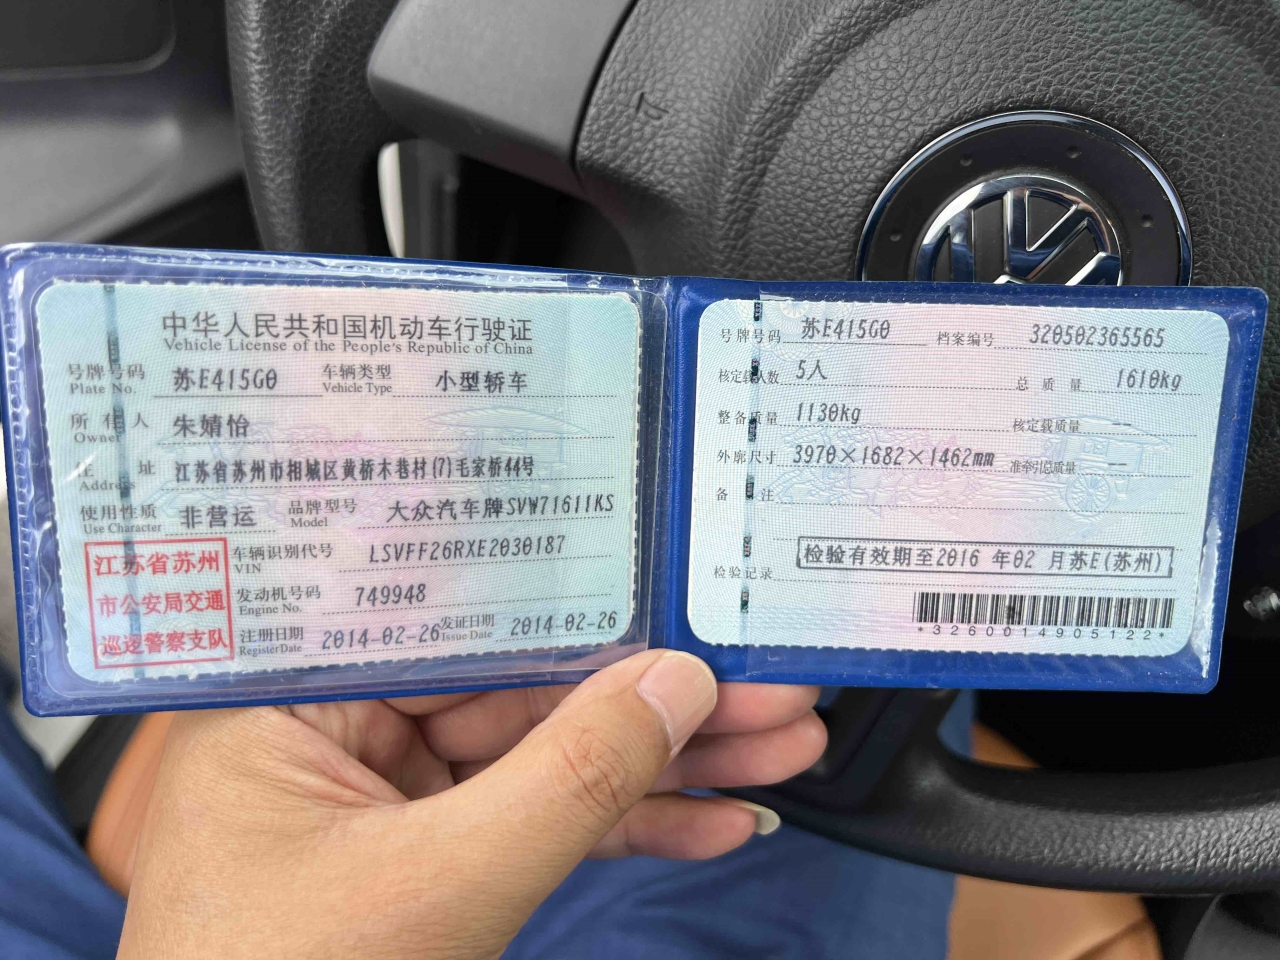 中华人民共和国机动车行驶证
Vehicle License of the People's Republic of China
号牌号码 苏E415G0 车辆类型 小型轿车
Plate No. Vehicle Type
所有人 朱婧怡
Owner
住址 江苏省苏州市相城区黄桥木巷村(7)毛家桥44号
Address
使用性质 非营运 品牌型号 大众汽车牌SVW71611KS
Use Character Model
车辆识别代号 LSVFF26RXE2030187
VIN
发动机号码 749948
Engine No.
注册日期 2014-02-26 发证日期 2014-02-26
Register Date Issue Date
江苏省苏州
市公安局交通
巡逻警察支队
号牌号码 苏E415G0 档案编号 320502365565
核定载人数 5人 总质量 1610kg
整备质量 1130kg 核定载质量 --
外廓尺寸 3970×1682×1462mm 准牵引总质量 --
备注
检验记录 检验有效期至2016 年02 月苏E(苏州)
*3260014905122*